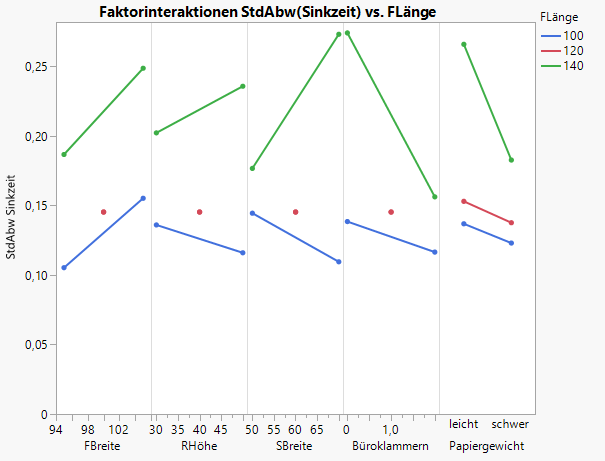 Faktorinteraktionen StdAbw(Sinkzeit) vs. FLänge
FLänge
100
120
140
StdAbw Sinkzeit
0,25
0,20
0,15
0,10
0,05
0
94 98 102 30 35 40 45 50 55 60 65 0 1,0 leicht schwer
FBreite RHöhe SBreite Büroklammern Papiergewicht